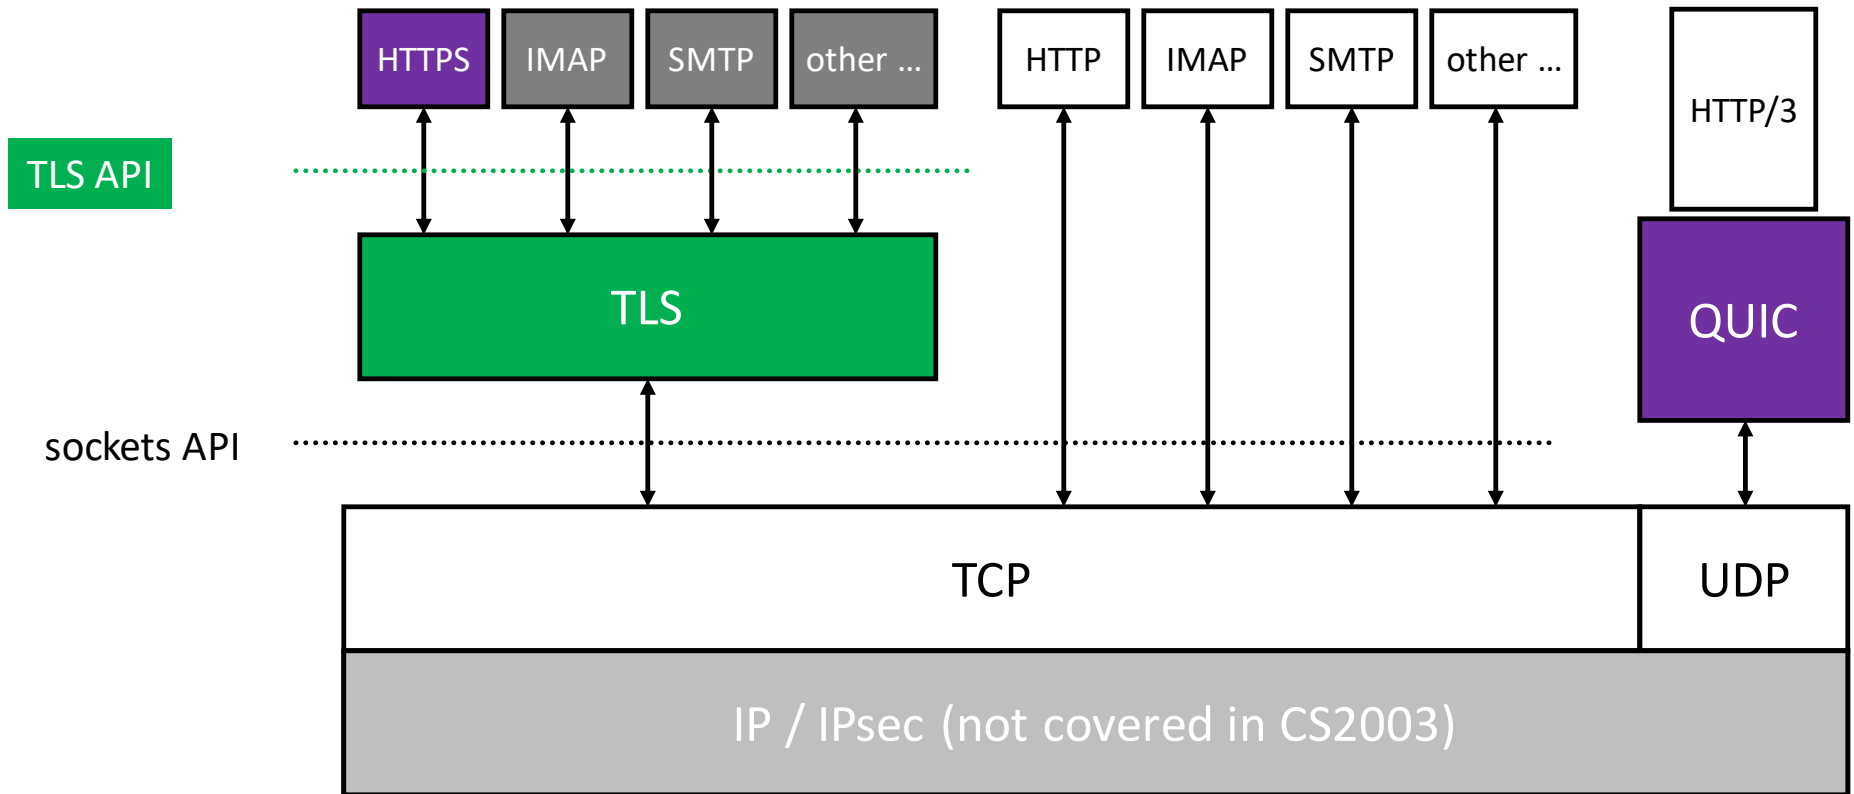 HTTPS
IMAP
SMTP
other ...
HTTP
IMAP
SMTP
other ...
HTTP/3
TLS API
TLS
QUIC
sockets API
TCP
UDP
IP / IPsec (not covered in CS2003)